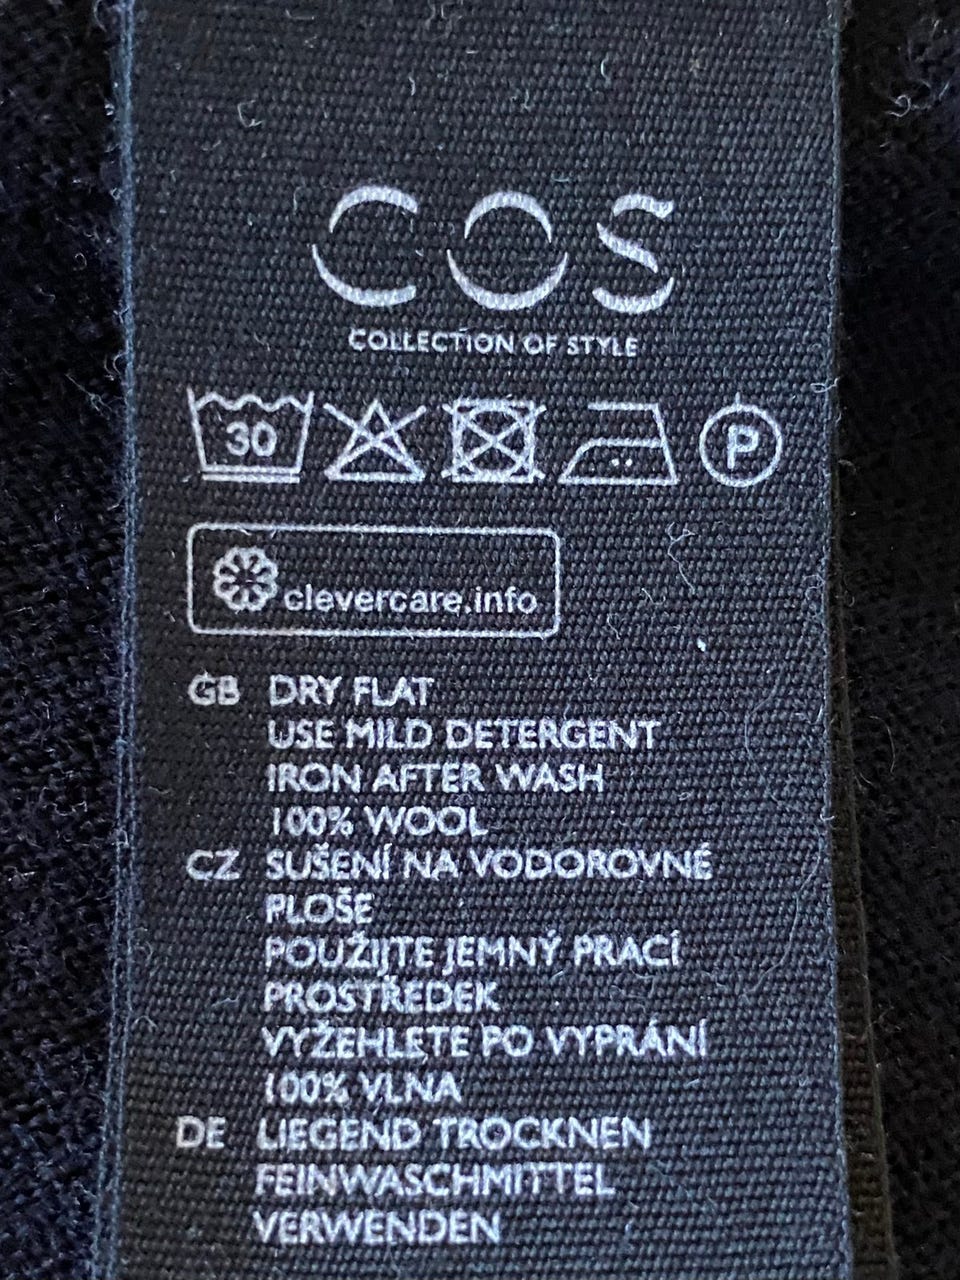 COS
COLLECTION OF STYLE
30 P
clevercare.info
GB DRY FLAT
USE MILD DETERGENT
IRON AFTER WASH
100% WOOL
CZ SUŠENÍ NA VODOROVNÉ
PLOŠE
POUŽIJTE JEMNÝ PRACÍ
PROSTŘEDEK
VYŽEHLETE PO VYPRÁNÍ
100% VLNA
DE LIEGEND TROCKNEN
FEINWASCHMITTEL
VERWENDEN